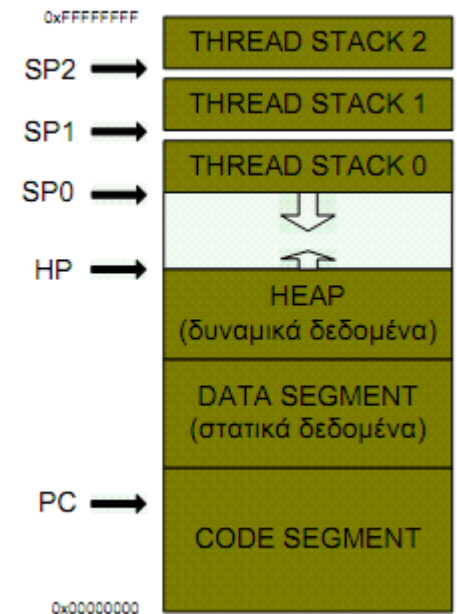 0xFFFFFFFF
THREAD STACK 2
SP2
THREAD STACK 1
SP1
THREAD STACK 0
SP0
HP
HEAP
(δυναμικά δεδομένα)
DATA SEGMENT
(στατικά δεδομένα)
PC
CODE SEGMENT
0x00000000